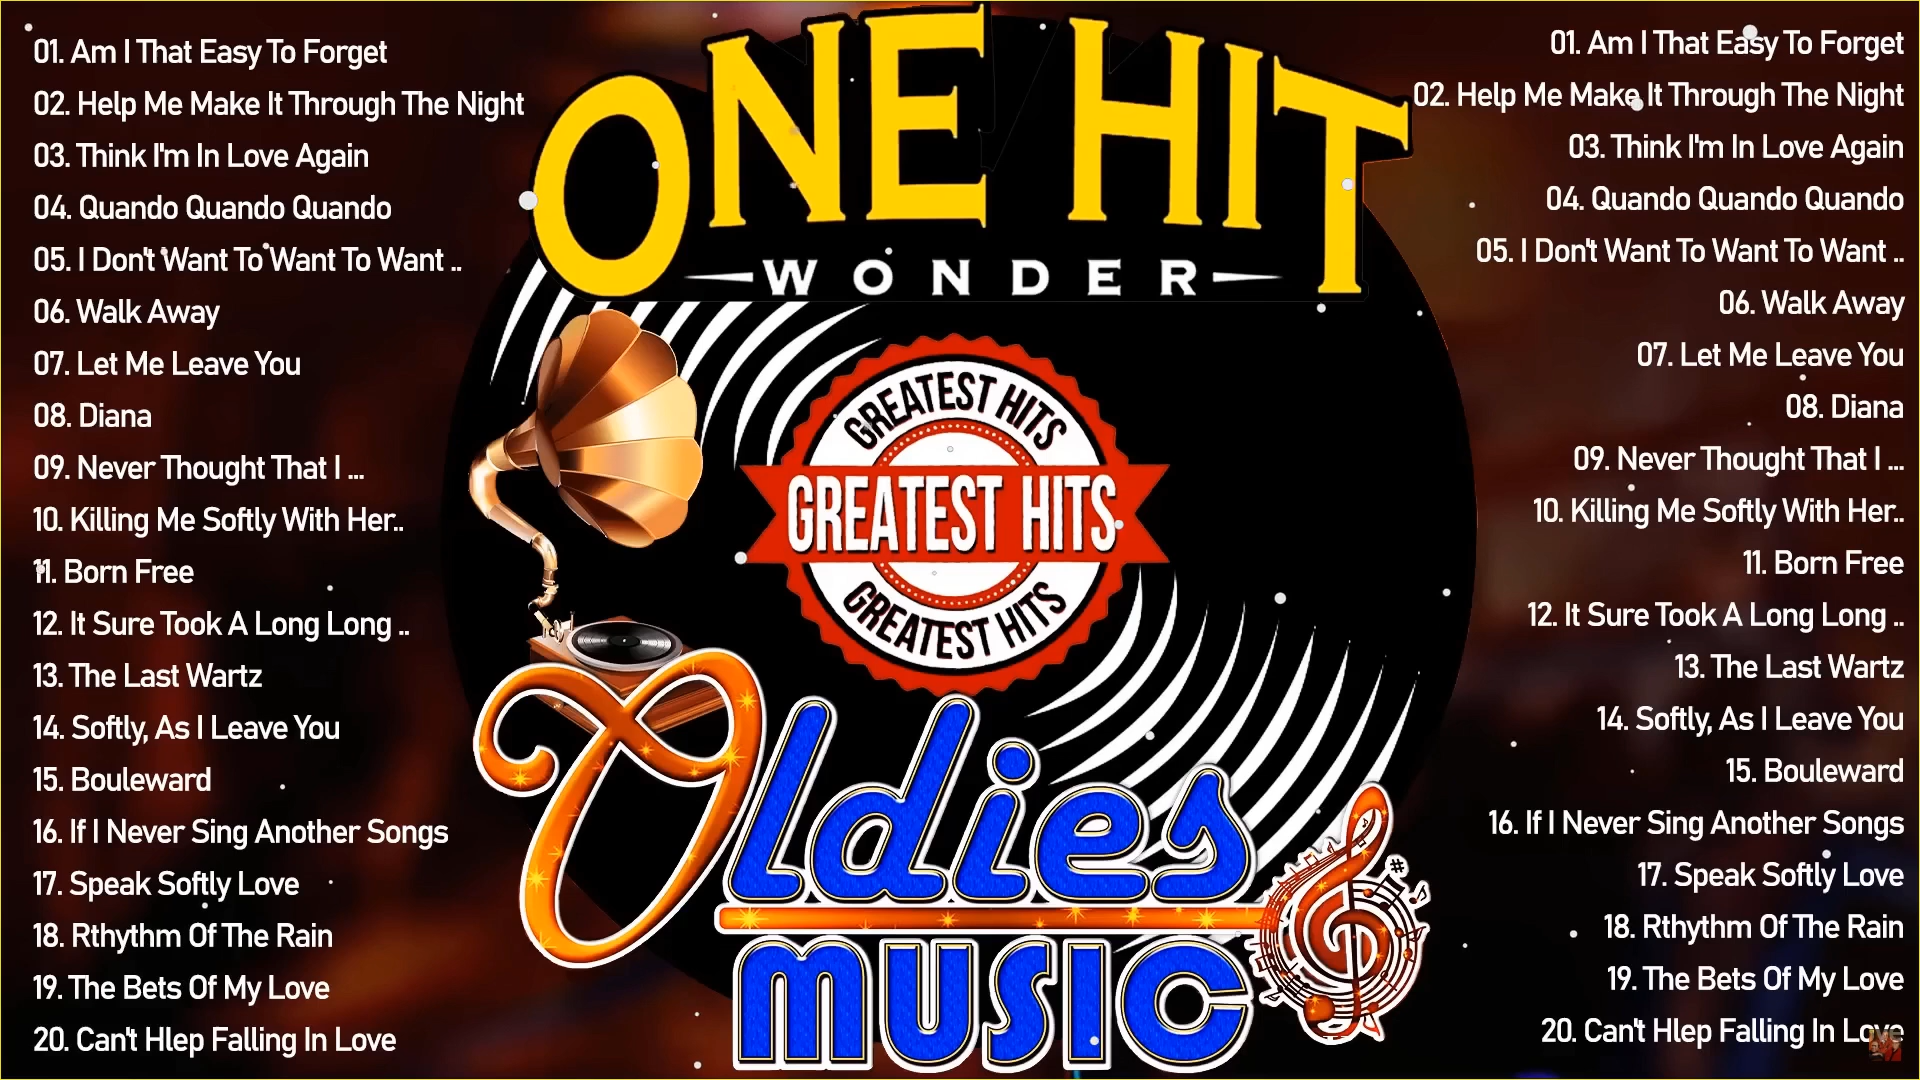 01. Am I That Easy To Forget
02. Help Me Make It Through The Night
03. Think I'm In Love Again
04. Quando Quando Quando
05. I Don't Want To Want To Want ..
06. Walk Away
07. Let Me Leave You
08. Diana
09. Never Thought That I ...
10. Killing Me Softly With Her..
11. Born Free
12. It Sure Took A Long Long ..
13. The Last Wartz
14. Softly, As I Leave You
15. Bouleward
16. If I Never Sing Another Songs
17. Speak Softly Love
18. Rthythm Of The Rain
19. The Bets Of My Love
20. Can't Hlep Falling In Love
ONE HIT
WONDER
GREATEST HITS
GREATEST HITS
GREATEST HITS
Oldies
MUSIC
01. Am I That Easy To Forget
02. Help Me Make It Through The Night
03. Think I'm In Love Again
04. Quando Quando Quando
05. I Don't Want To Want To Want ..
06. Walk Away
07. Let Me Leave You
08. Diana
09. Never Thought That I ...
10. Killing Me Softly With Her..
11. Born Free
12. It Sure Took A Long Long ..
13. The Last Wartz
14. Softly, As I Leave You
15. Bouleward
16. If I Never Sing Another Songs
17. Speak Softly Love
18. Rthythm Of The Rain
19. The Bets Of My Love
20. Can't Hlep Falling In Love